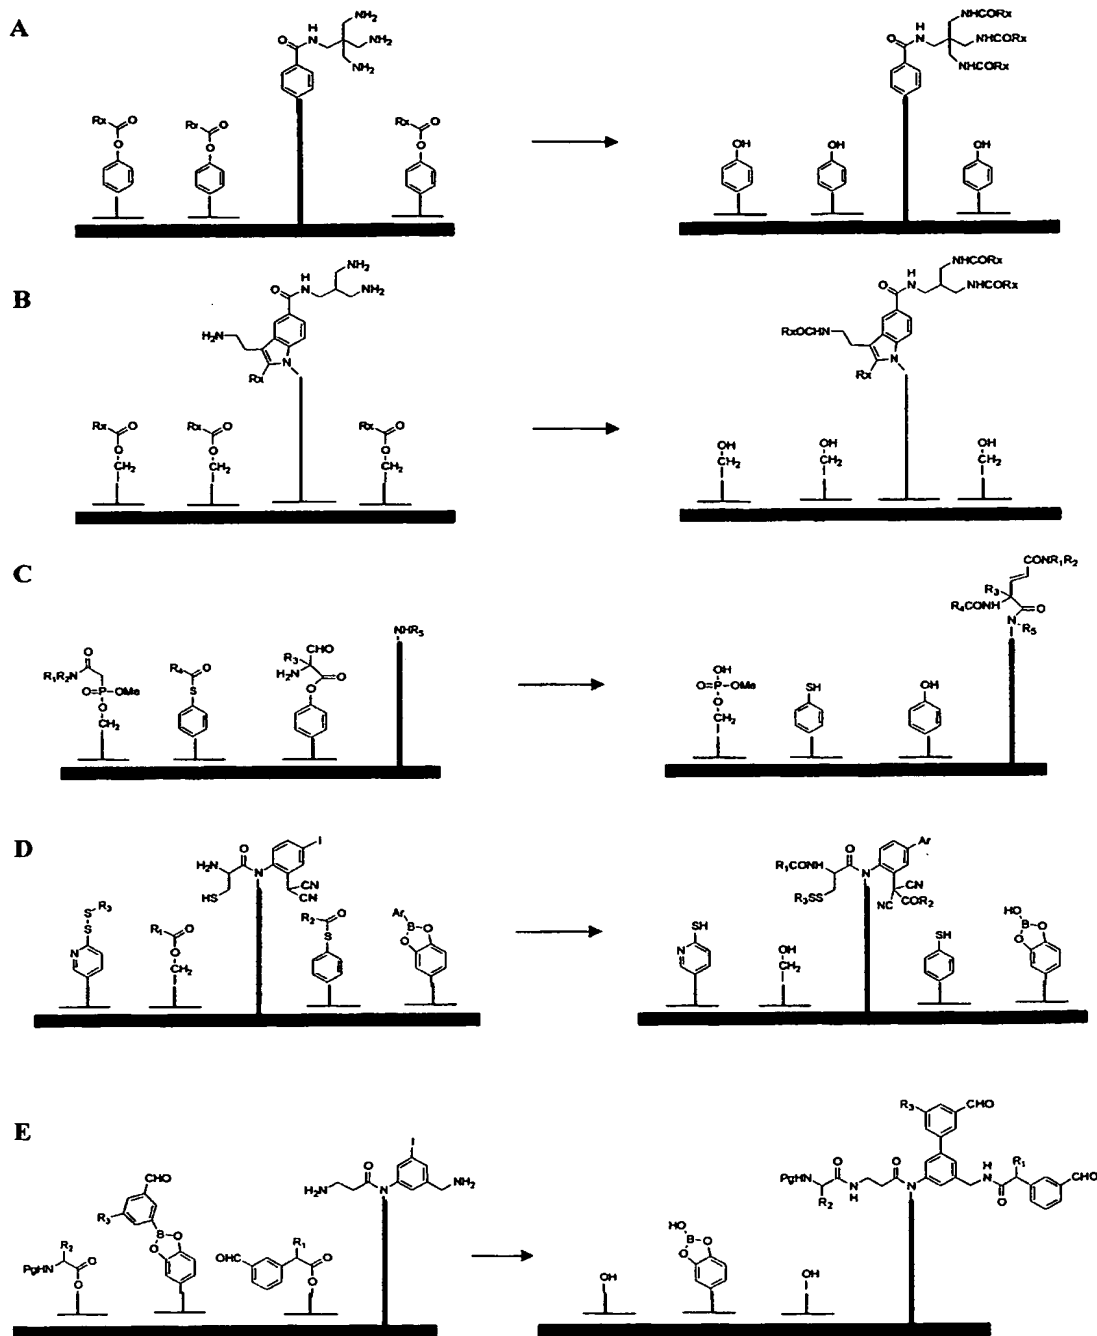 A
NH₂
O
H
N
NH₂
NH₂
Rx
O
O
Rx
O
O
Rx
O
O
NHCORx
O
H
N
NHCORx
NHCORx
OH
OH
OH
B
NH₂
O
H
N
NH₂
NH₂
N
Rx
Rx
O
O
CH₂
Rx
O
O
CH₂
Rx
O
O
CH₂
NHCORx
O
H
N
NHCORx
RxOCHN
N
Rx
OH
CH₂
OH
CH₂
OH
CH₂
C
O
R₁R₂N
O=P-OMe
O
CH₂
R₄
O
S
CHO
R₃
NH₂
O
O
NHR₅
CONR₁R₂
R₃
R₄CONH
O
N
R₅
OH
O=P-OMe
O
CH₂
SH
OH
D
H₂N
O
N
I
HS
CN
CN
R₃
S
S
N
R₁
O
O
CH₂
R₂
O
S
Ar
B
O
O
R₁CONH
O
N
Ar
R₃SS
CN
NC
COR₂
SH
N
OH
CH₂
SH
HO
B
O
O
E
I
O
H₂N
N
NH₂
CHO
R₃
B
O
O
R₂
PgHN
O
O
OHC
R₁
O
O
R₃
CHO
O
PgHN
R₂
N
H
O
N
H
N
R₁
O
CHO
HO
B
O
O
OH
OH